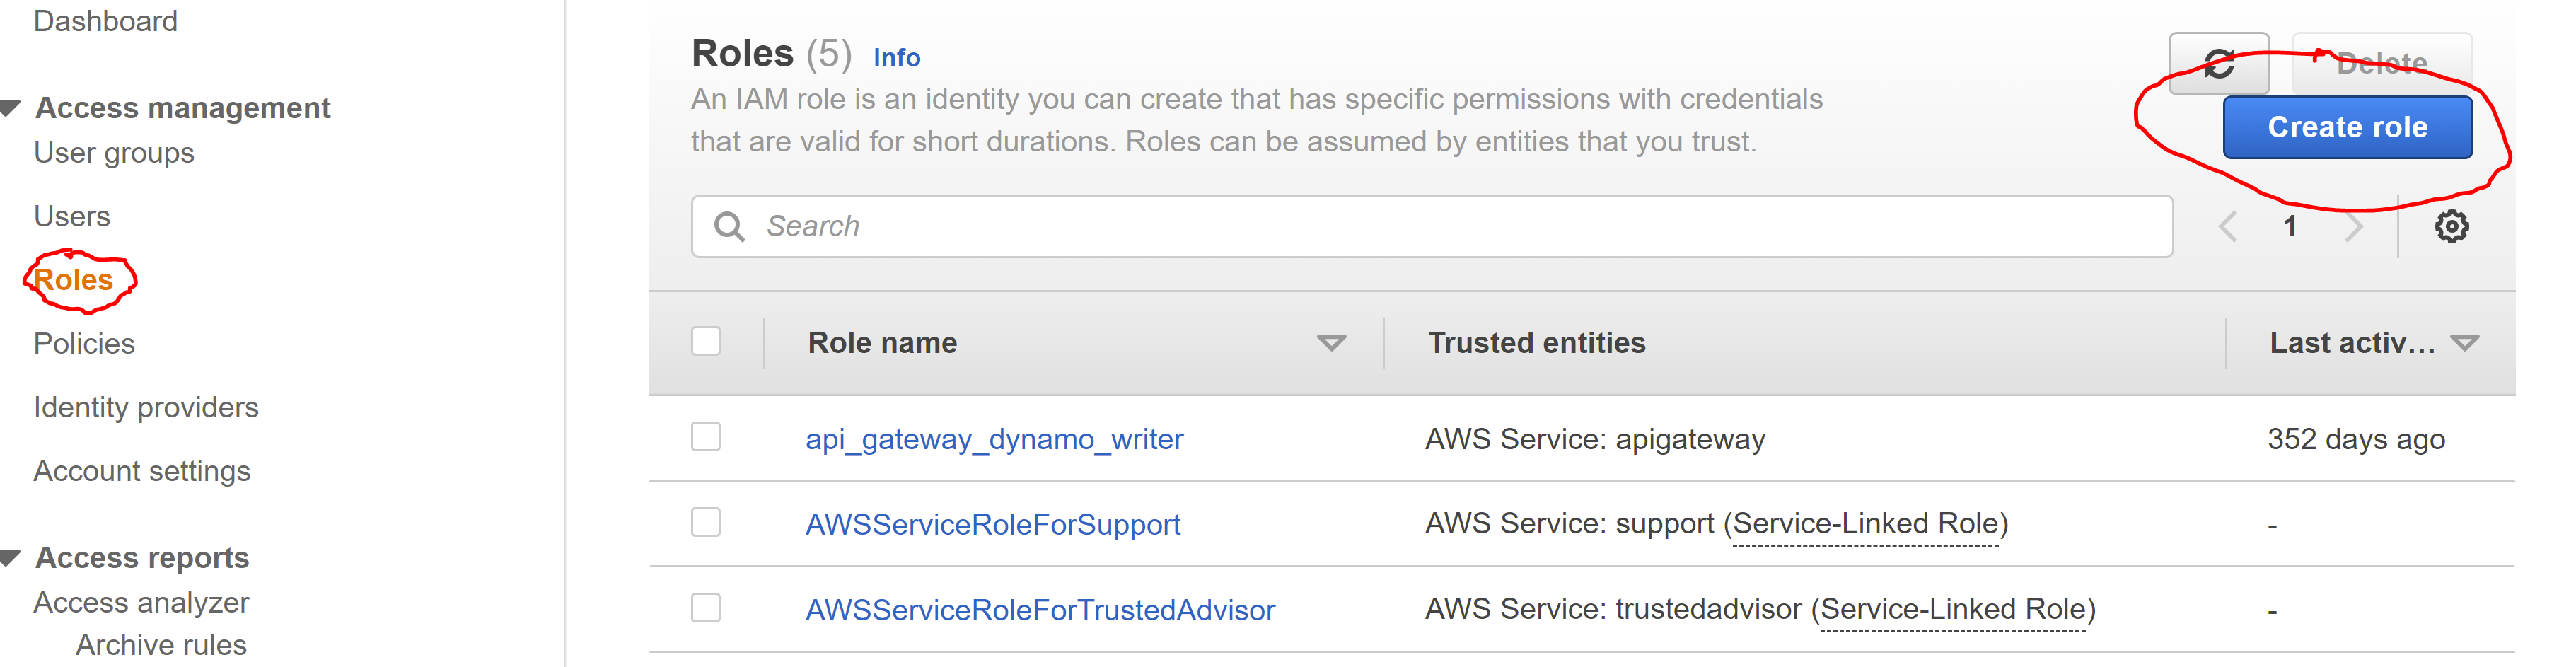 Dashboard
Access management
User groups
Users
Roles
Policies
Identity providers
Account settings
Access reports
Access analyzer
Archive rules
Roles (5) Info
An IAM role is an identity you can create that has specific permissions with credentials
that are valid for short durations. Roles can be assumed by entities that you trust.
Delete
Create role
Search
1
Role name Trusted entities Last activ...
api_gateway_dynamo_writer AWS Service: apigateway 352 days ago
AWSServiceRoleForSupport AWS Service: support (Service-Linked Role) -
AWSServiceRoleForTrustedAdvisor AWS Service: trustedadvisor (Service-Linked Role) -